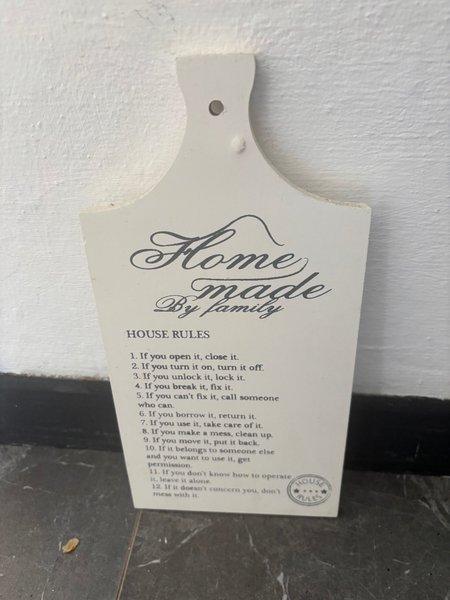 Home
made
By family
HOUSE RULES
1. If you open it, close it.
2. If you turn it on, turn it off.
3. If you unlock it, lock it.
4. If you break it, fix it.
5. If you can't fix it, call someone
who can.
6. If you borrow it, return it.
7. If you use it, take care of it.
8. If you make a mess, clean up.
9. If you move it, put it back.
10. If it belongs to someone else
and you want to use it, get
permission.
11. If you don't know how to operate
it, leave it alone.
12. If it doesn't concern you, don't
mess with it.
HOUSE
RULES